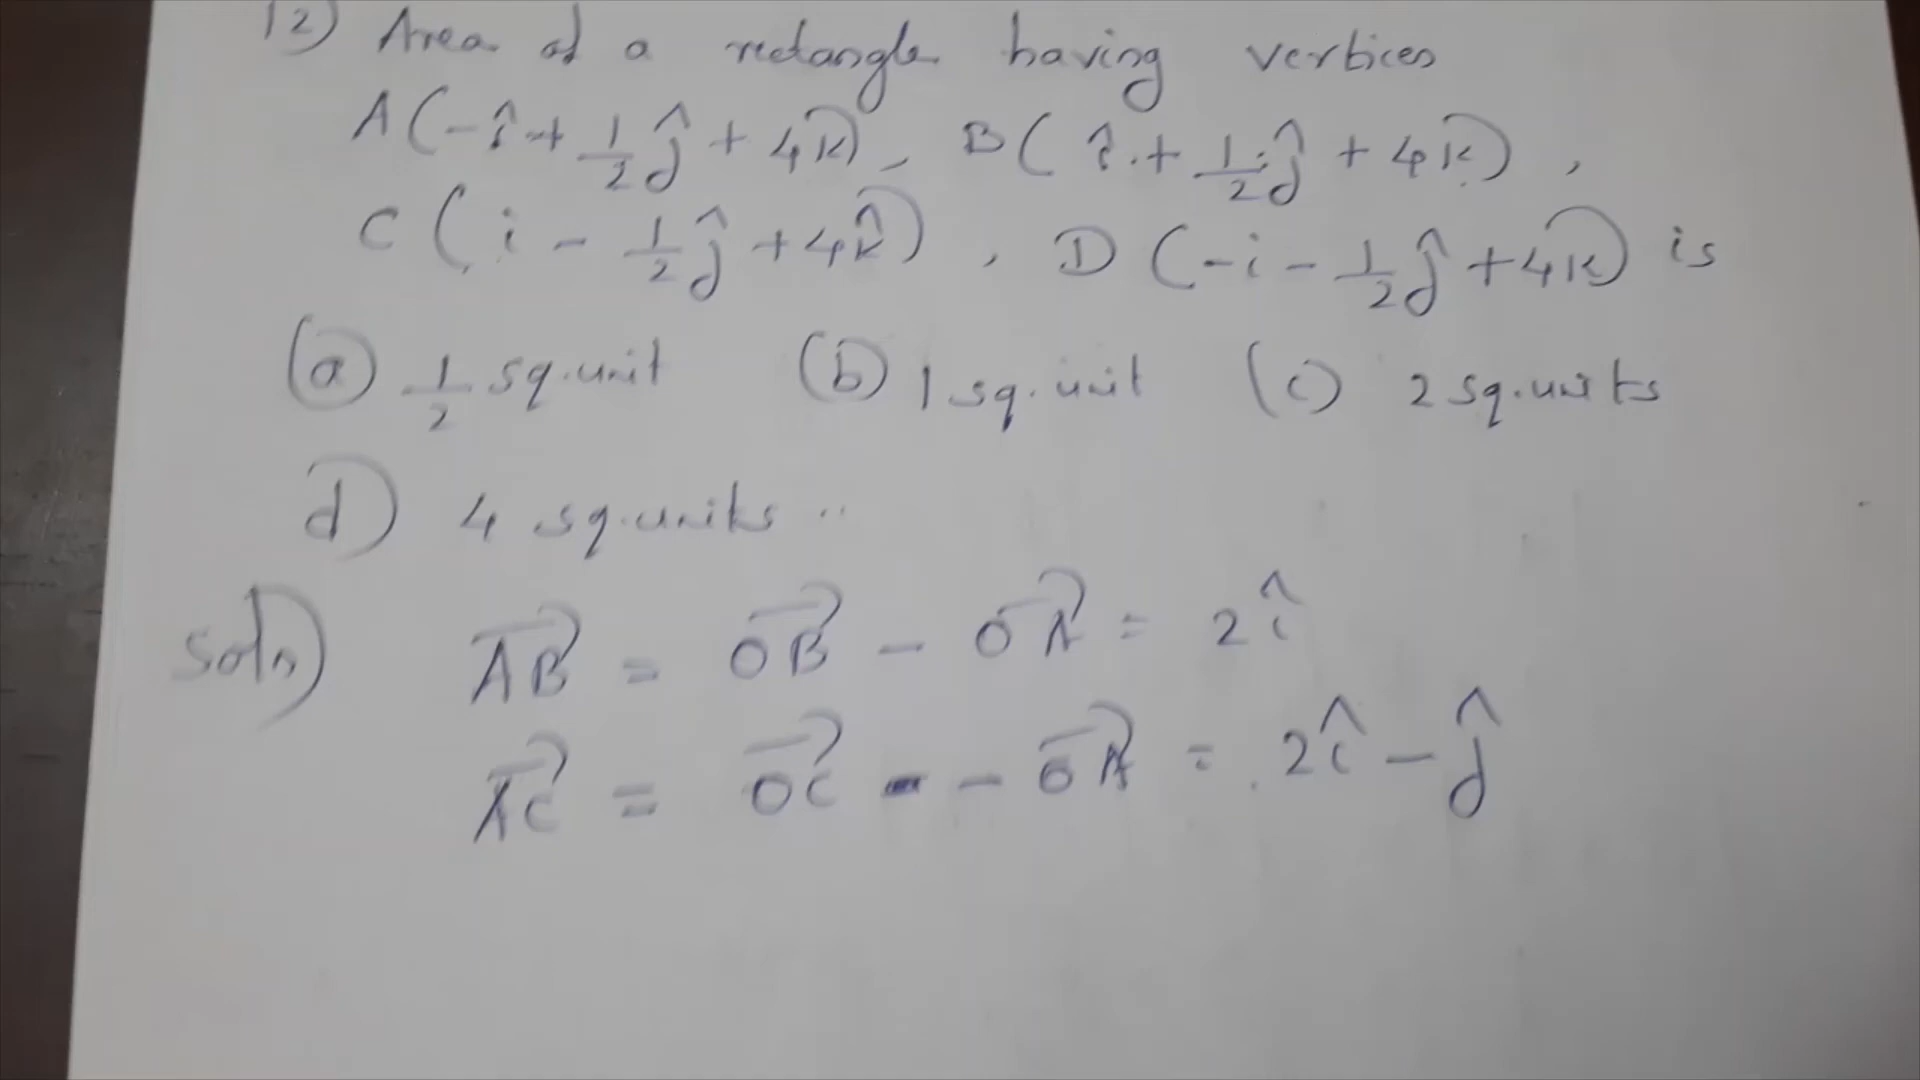 12) Area of a rectangle having vertices
A(-î + 1/2 ĵ + 4k̂), B(î + 1/2 ĵ + 4k̂),
C(i - 1/2 ĵ + 4k̂), D(-i - 1/2 ĵ + 4k̂) is
(a) 1/2 sq.unit (b) 1 sq.unit (c) 2 sq.units
d) 4 sq.units..
Soln) AB⃗ = OB⃗ - OA⃗ = 2î
AC⃗ = OC⃗ - - OA⃗ = 2î - ĵ